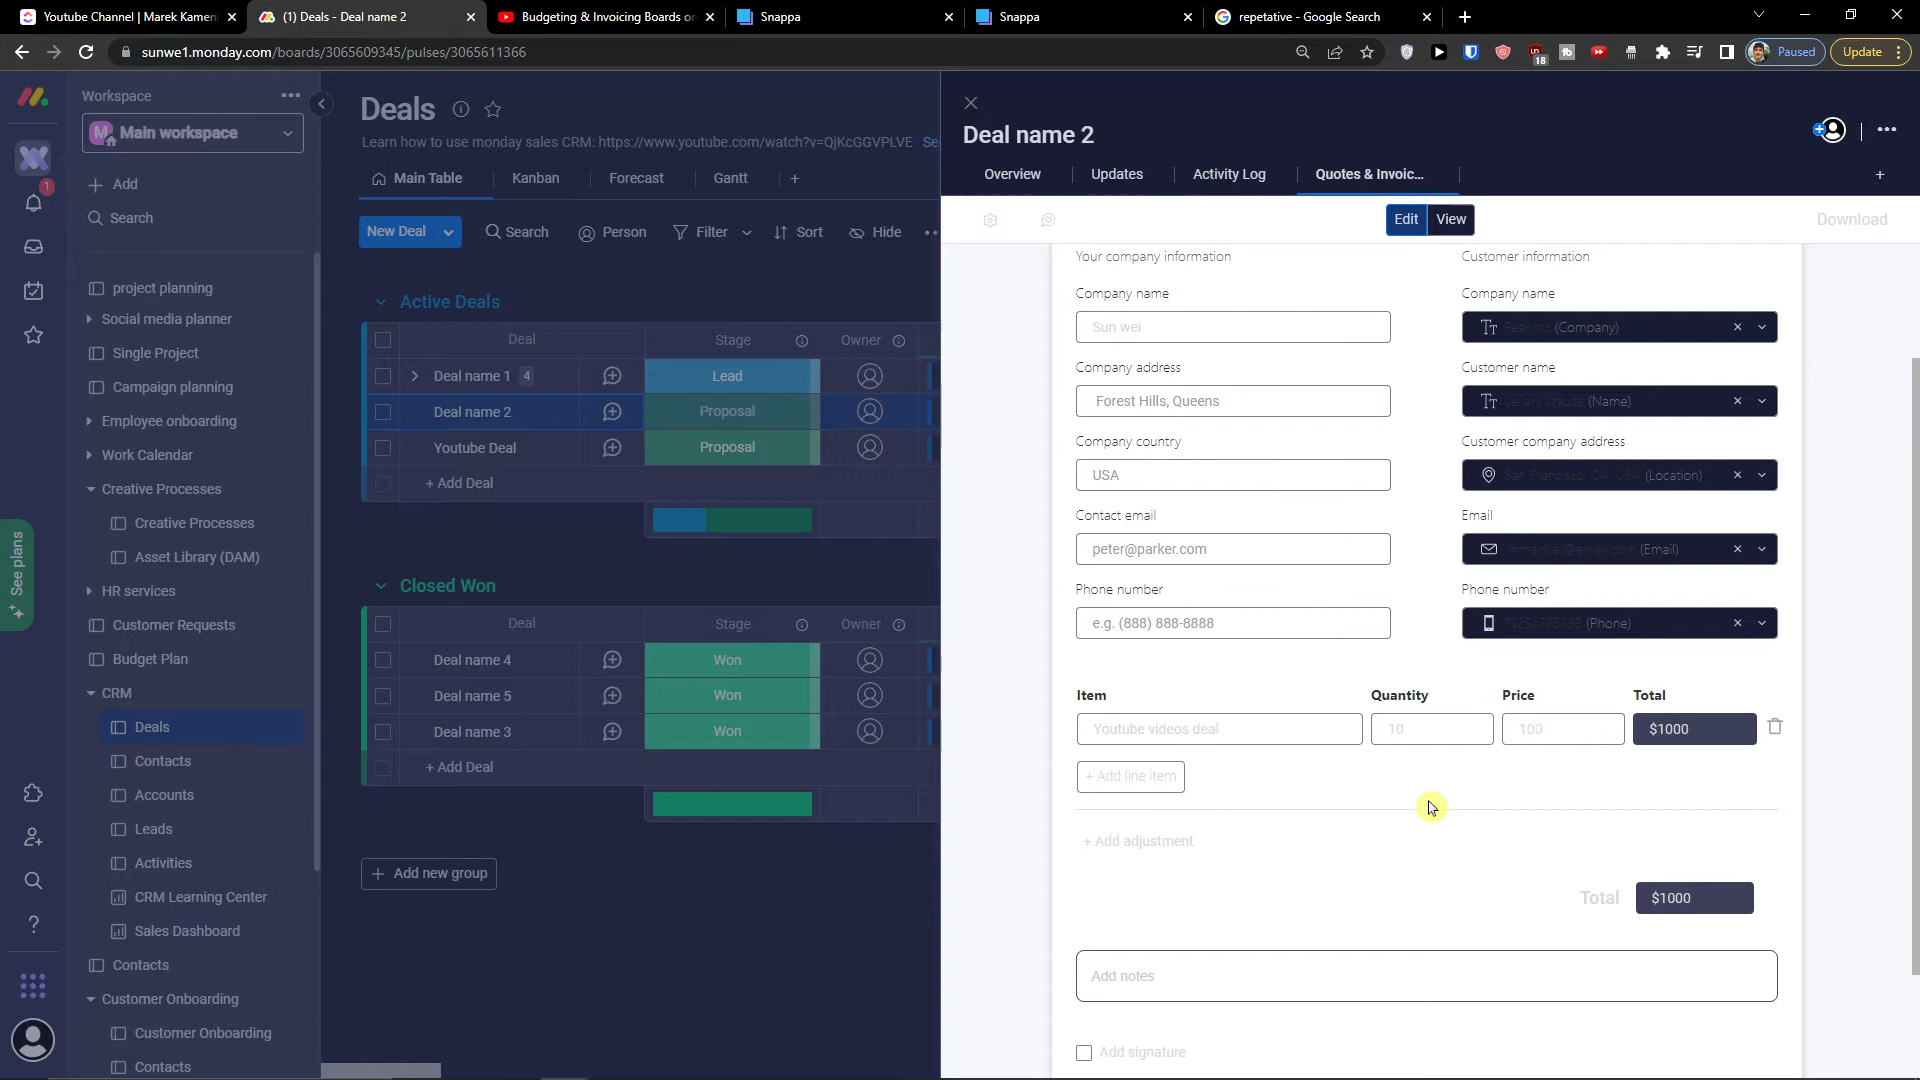 Youtube Channel | Marek Kamen
(1) Deals - Deal name 2
Budgeting & Invoicing Boards on
Snappa
Snappa
repetative - Google Search
sunwe1.monday.com/boards/3065609345/pulses/3065611366
18
Paused
Update
Workspace
M
Main workspace
Add
Search
project planning
Social media planner
Single Project
Campaign planning
Employee onboarding
Work Calendar
Creative Processes
Creative Processes
Asset Library (DAM)
HR services
Customer Requests
Budget Plan
CRM
Deals
Contacts
Accounts
Leads
Activities
CRM Learning Center
Sales Dashboard
Contacts
Customer Onboarding
Customer Onboarding
Contacts
1
See plans
Deals
Learn how to use monday sales CRM: https://www.youtube.com/watch?v=QjKcGGVPLVE Se
Main Table
Kanban
Forecast
Gantt
New Deal
Search
Person
Filter
Sort
Hide
Active Deals
Deal Stage Owner
Deal name 1 4 Lead
Deal name 2 Proposal
Youtube Deal Proposal
+ Add Deal
Closed Won
Deal Stage Owner
Deal name 4 Won
Deal name 5 Won
Deal name 3 Won
+ Add Deal
Add new group
Deal name 2
Overview
Updates
Activity Log
Quotes & Invoic...
Edit View
Download
Your company information
Customer information
Company name
Company name
Sun wei
Pear Inc (Company)
Company address
Customer name
Forest Hills, Queens
(Name)
Company country
Customer company address
USA
San Francisco, CA, USA (Location)
Contact email
Email
peter@parker.com
(Email)
Phone number
Phone number
e.g. (888) 888-8888
(Phone)
Item Quantity Price Total
Youtube videos deal 10 100 $1000
+ Add line item
+ Add adjustment
Total $1000
Add notes
Add signature